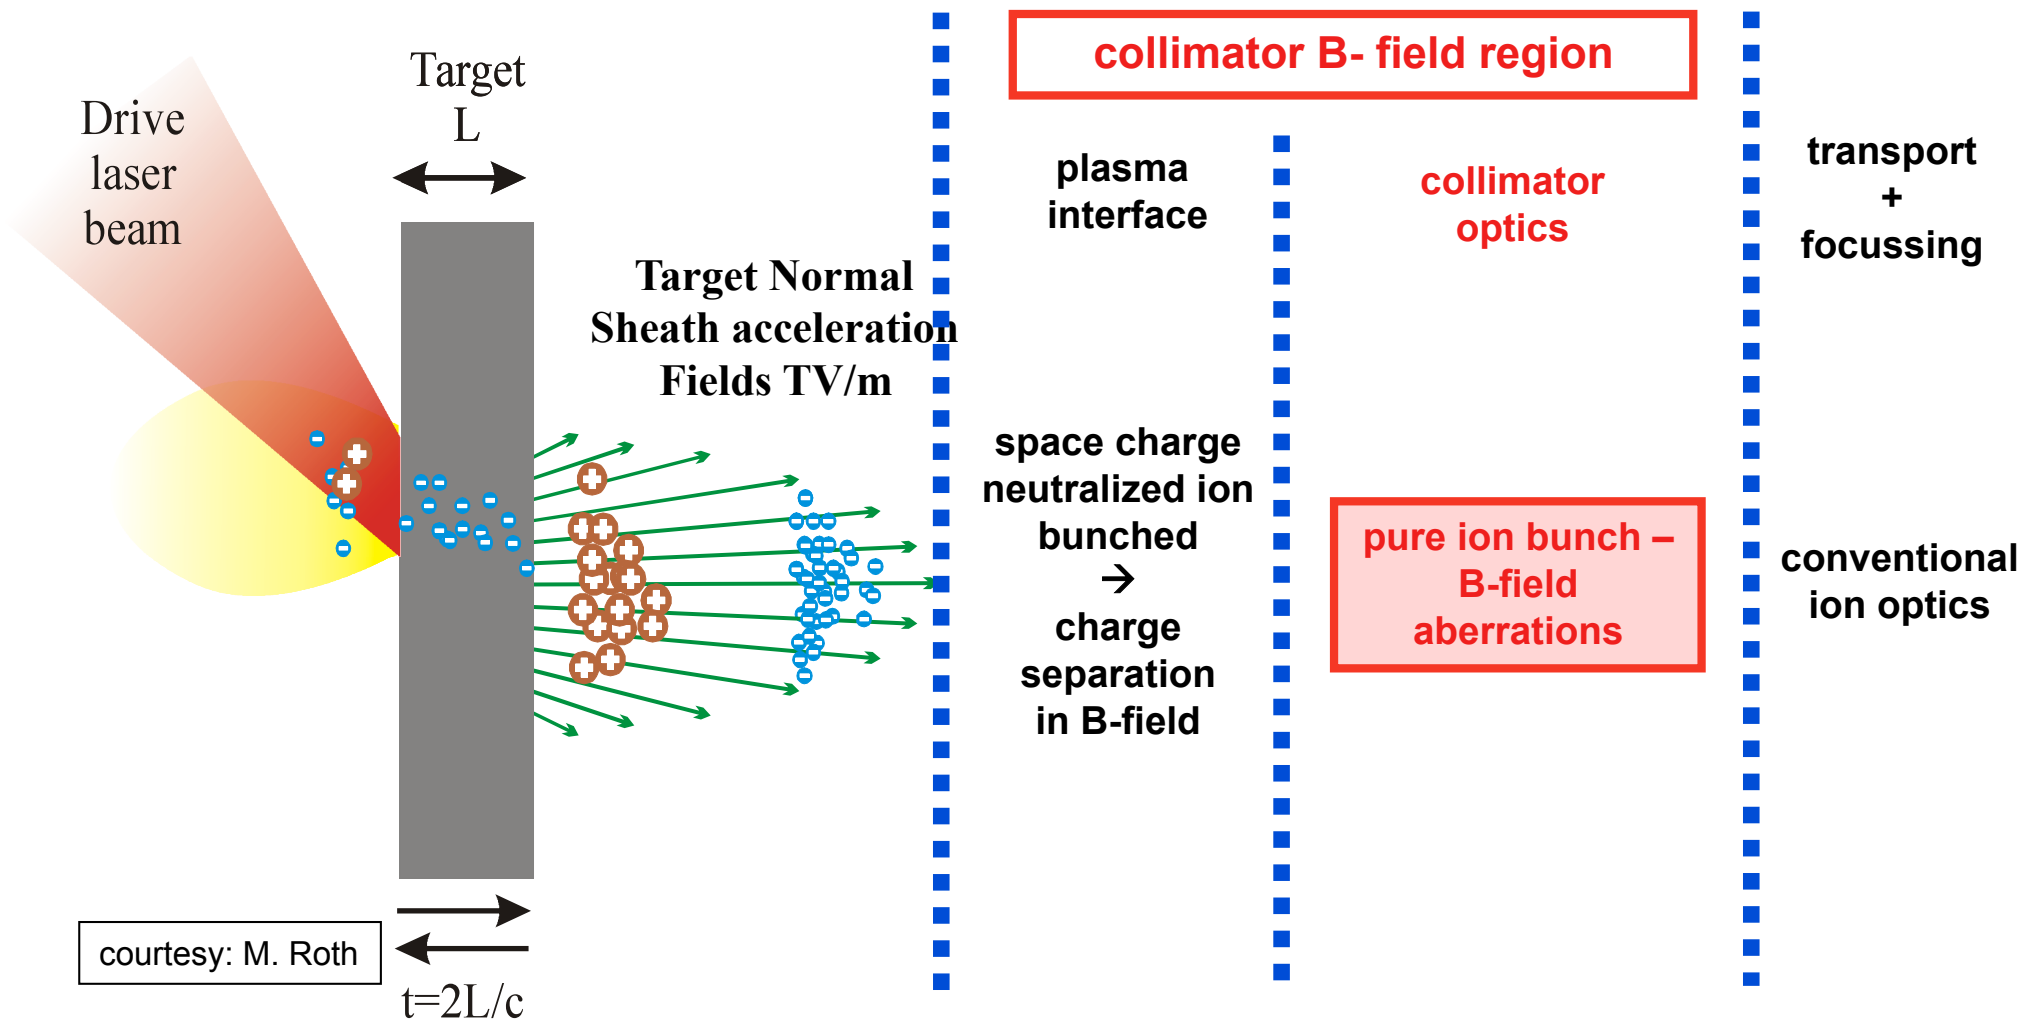 Drive
laser
beam
Target
L
Target Normal
Sheath acceleration
Fields TV/m
courtesy: M. Roth
t=2L/c
collimator B- field region
plasma
interface
space charge
neutralized ion
bunched
→
charge
separation
in B-field
collimator
optics
pure ion bunch –
B-field
aberrations
transport
+
focussing
conventional
ion optics